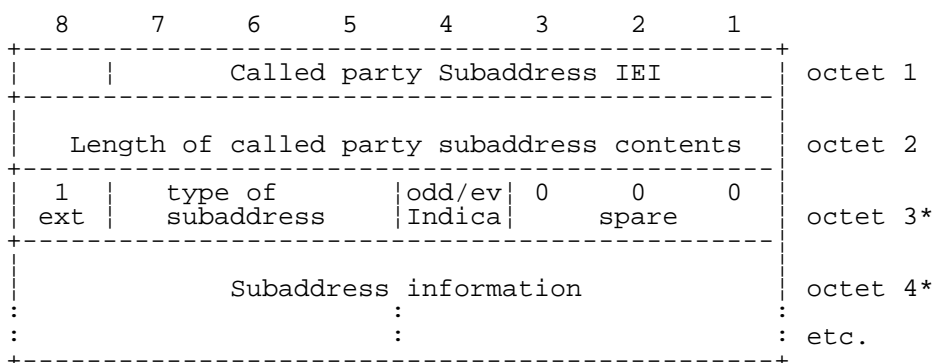 8 7 6 5 4 3 2 1
Called party Subaddress IEI octet 1
Length of called party subaddress contents octet 2
1 type of odd/ev 0 0 0
ext subaddress Indica spare octet 3*
Subaddress information octet 4*
: : :
: : : etc.